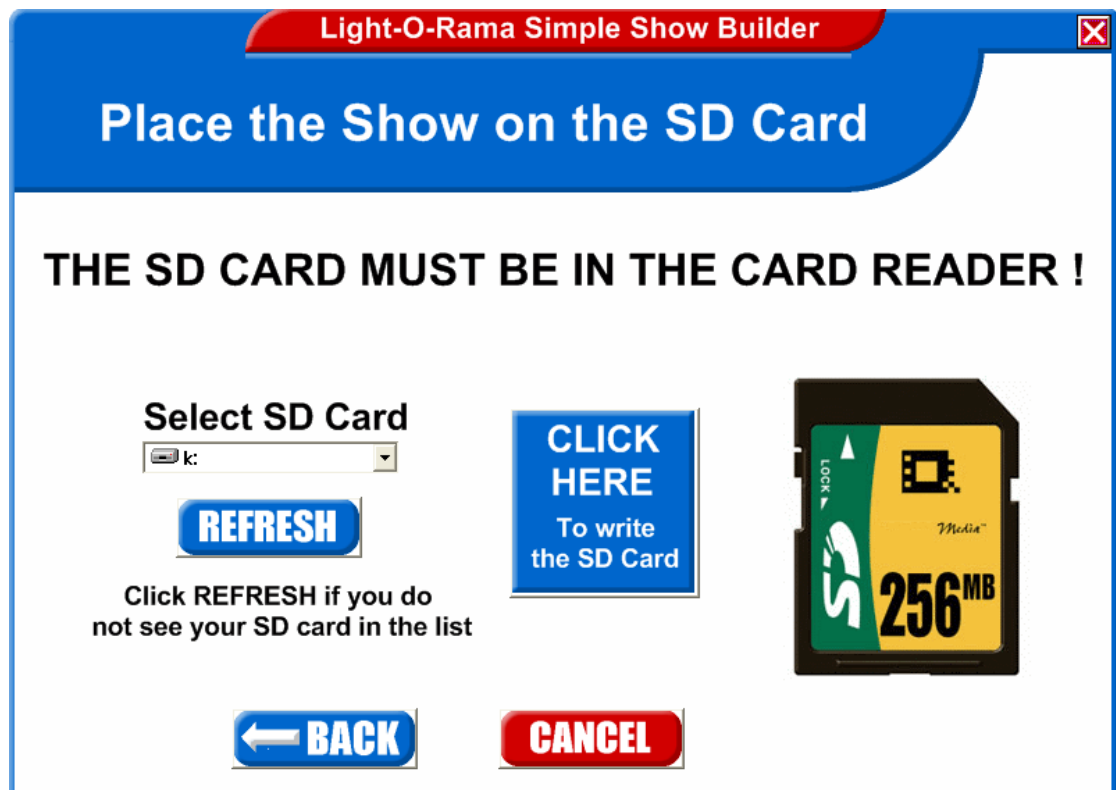 Light-O-Rama Simple Show Builder
Place the Show on the SD Card
THE SD CARD MUST BE IN THE CARD READER !
Select SD Card
k:
REFRESH
Click REFRESH if you do
not see your SD card in the list
CLICK
HERE
To write
the SD Card
LOCK
Media™
SD
256MB
BACK
CANCEL